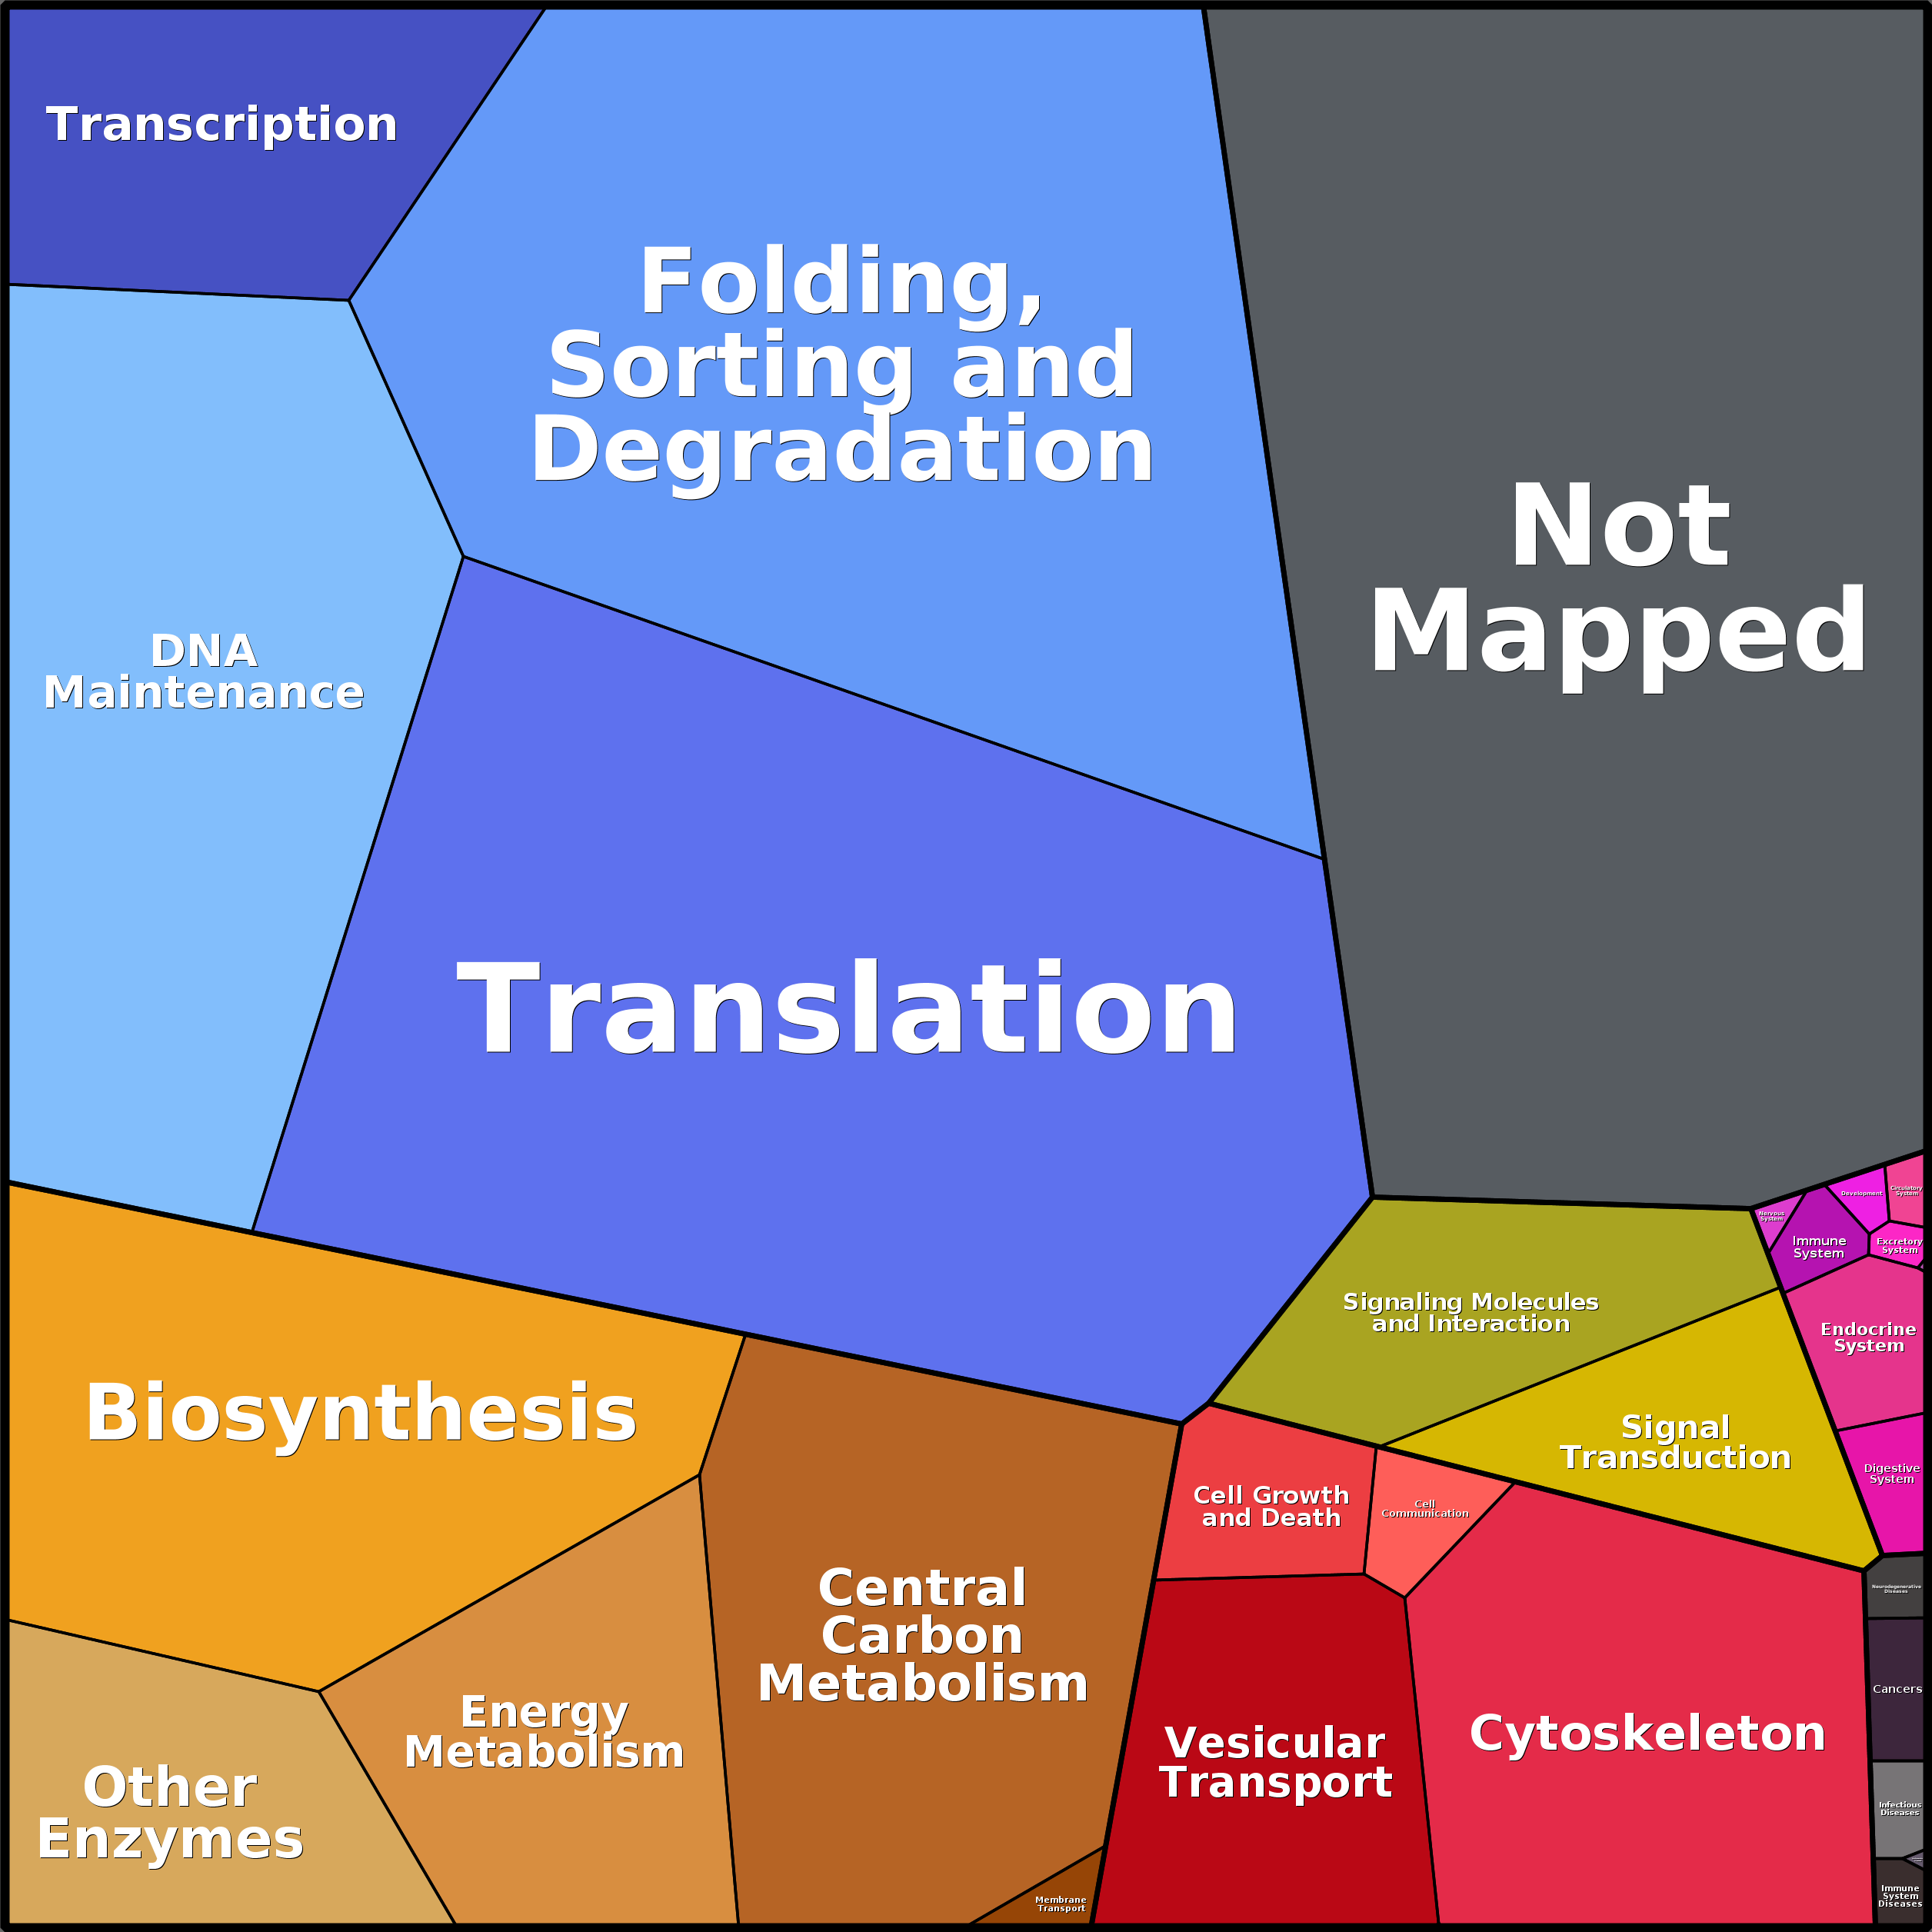 Transcription
Folding,
Sorting and
Degradation
Not
Mapped
DNA
Maintenance
Translation
Nervous
System
Immune
System
Development
Circulatory
System
Excretory
System
Endocrine
System
Digestive
System
Signaling Molecules
and Interaction
Signal
Transduction
Biosynthesis
Central
Carbon
Metabolism
Energy
Metabolism
Other
Enzymes
Membrane
Transport
Cell Growth
and Death
Cell
Communication
Vesicular
Transport
Cytoskeleton
Neurodegenerative
Diseases
Cancers
Infectious
Diseases
Immune
System
Diseases